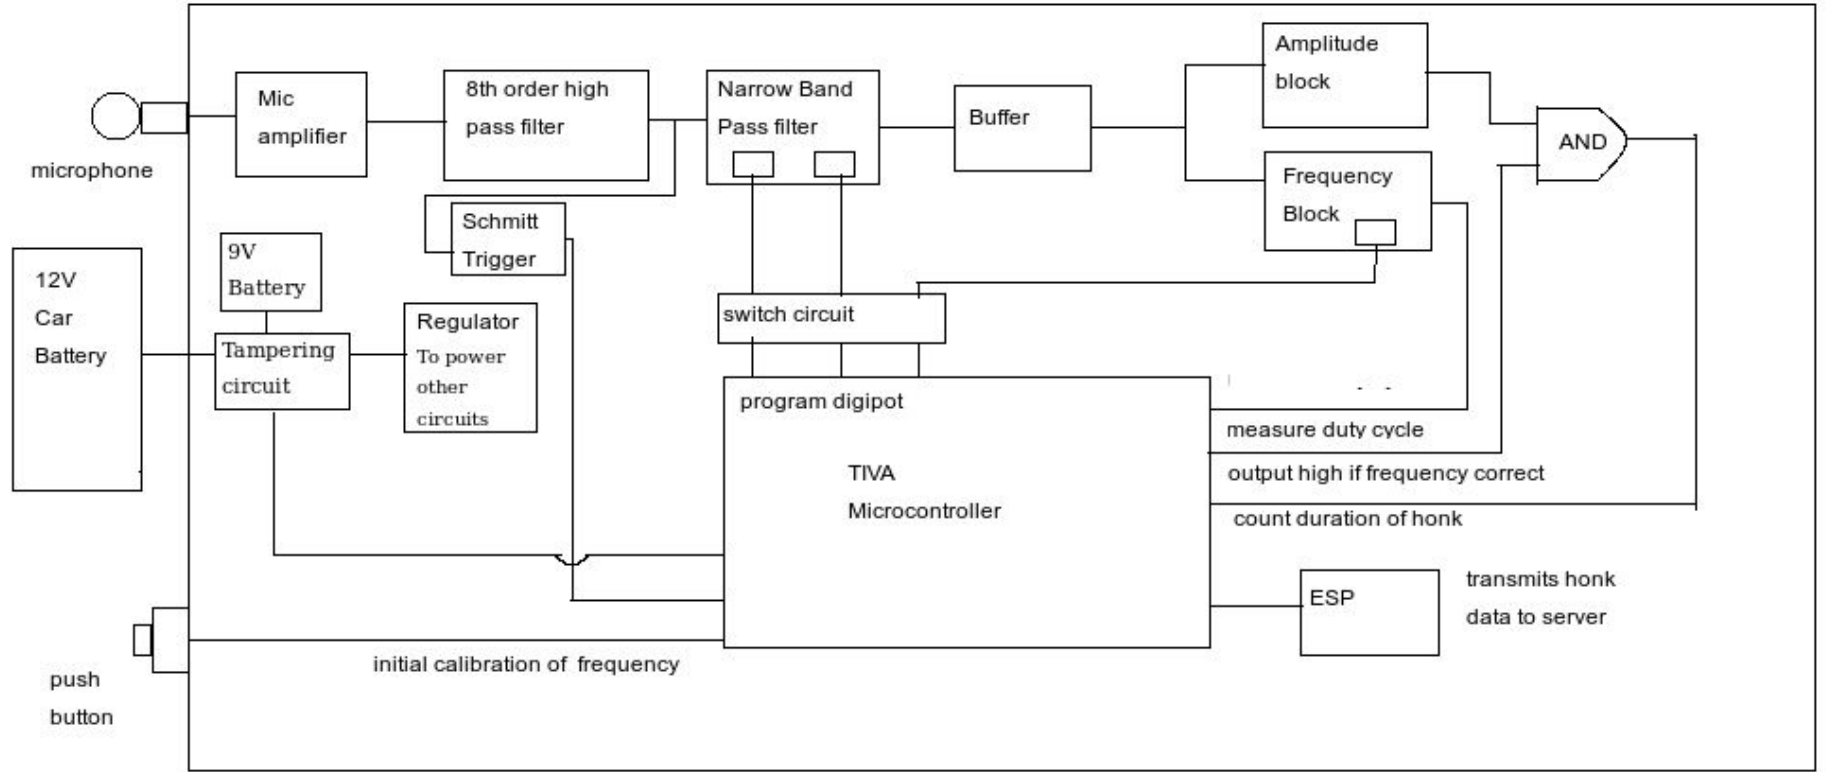 microphone
Mic
amplifier
8th order high
pass filter
Narrow Band
Pass filter
Buffer
Amplitude
block
Frequency
Block
AND
Schmitt
Trigger
12V
Car
Battery
9V
Battery
Tampering
circuit
Regulator
To power
other
circuits
switch circuit
program digipot
TIVA
Microcontroller
measure duty cycle
output high if frequency correct
count duration of honk
ESP
transmits honk
data to server
push
button
initial calibration of frequency